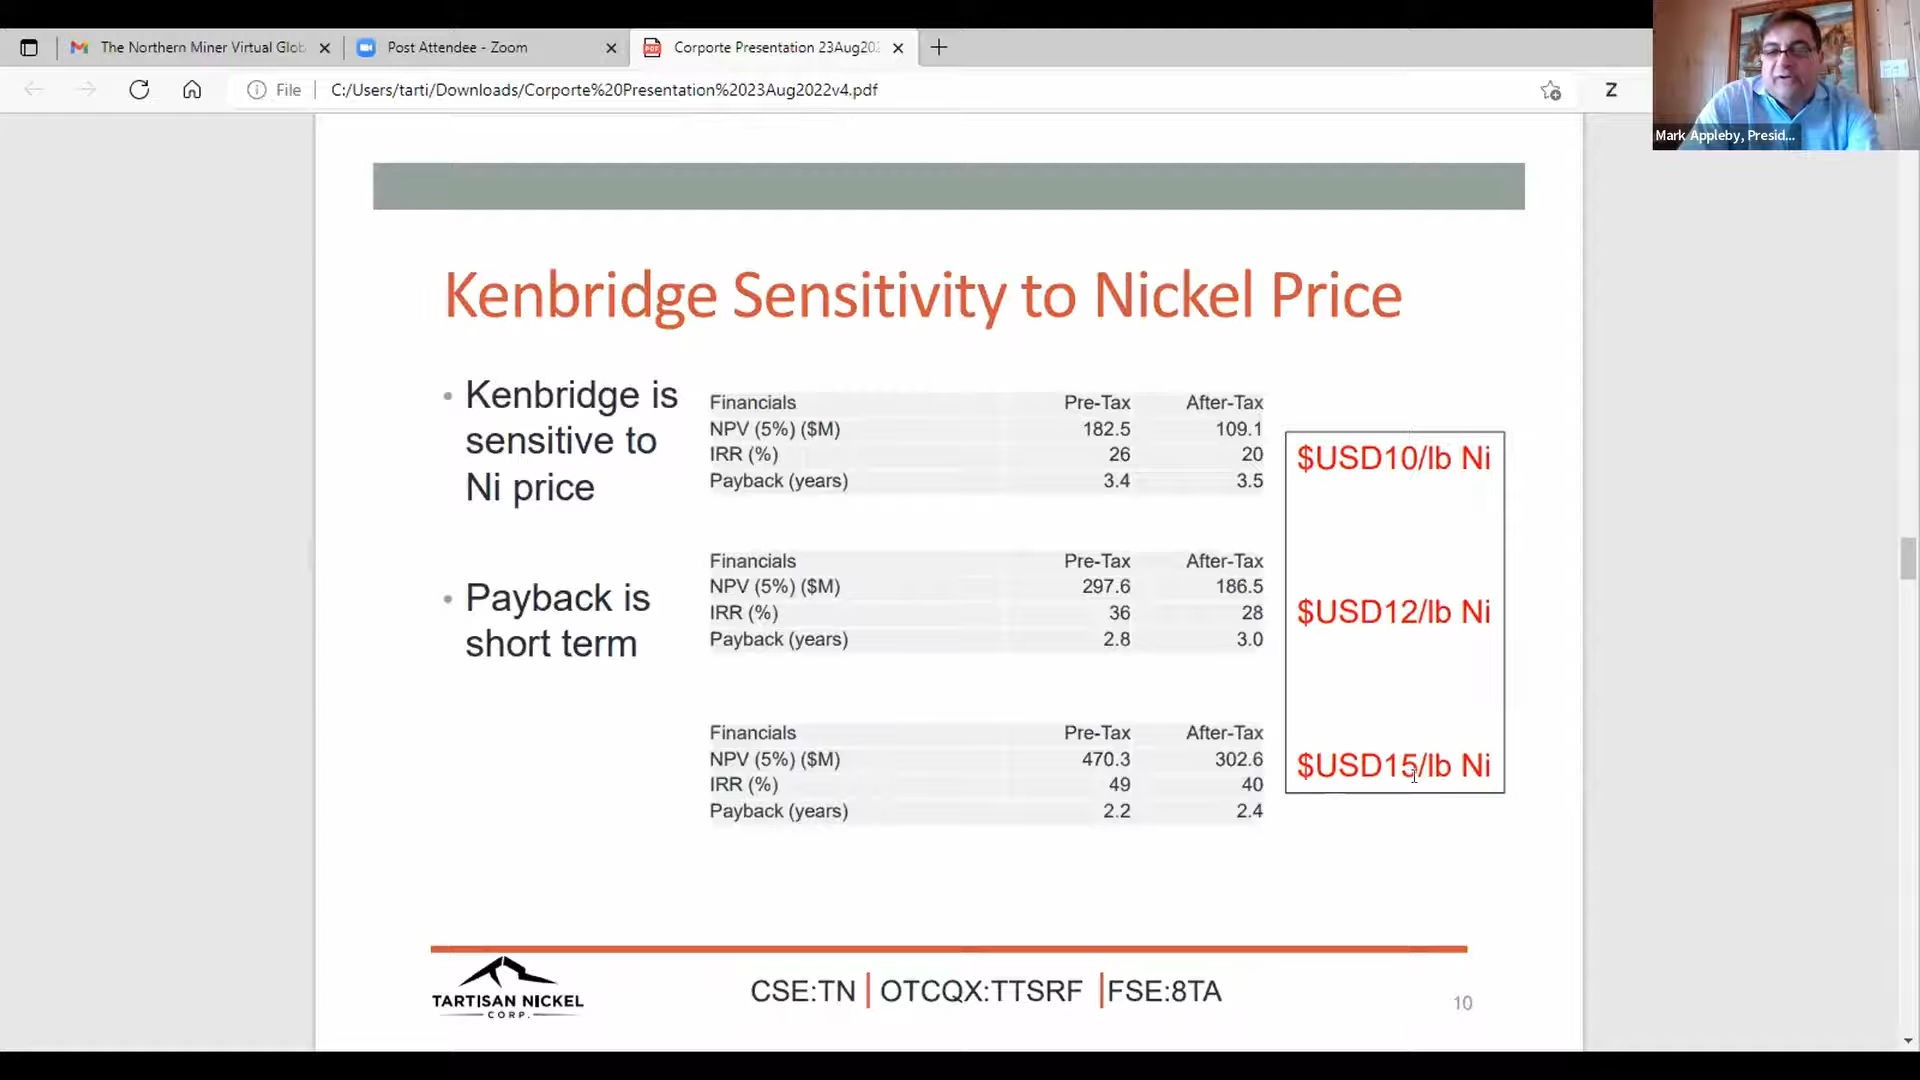 The Northern Miner Virtual Glob
Post Attendee - Zoom
Corporte Presentation 23Aug202
File
C:/Users/tarti/Downloads/Corporte%20Presentation%2023Aug2022v4.pdf
Z
Mark Appleby, Presid...
Kenbridge Sensitivity to Nickel Price
• Kenbridge is
sensitive to
Ni price
• Payback is
short term
Financials Pre-Tax After-Tax
NPV (5%) ($M) 182.5 109.1
IRR (%) 26 20
Payback (years) 3.4 3.5
$USD10/lb Ni
Financials Pre-Tax After-Tax
NPV (5%) ($M) 297.6 186.5
IRR (%) 36 28
Payback (years) 2.8 3.0
$USD12/lb Ni
Financials Pre-Tax After-Tax
NPV (5%) ($M) 470.3 302.6
IRR (%) 49 40
Payback (years) 2.2 2.4
$USD15/lb Ni
TARTISAN NICKEL
CORP.
CSE:TN | OTCQX:TTSRF | FSE:8TA
10